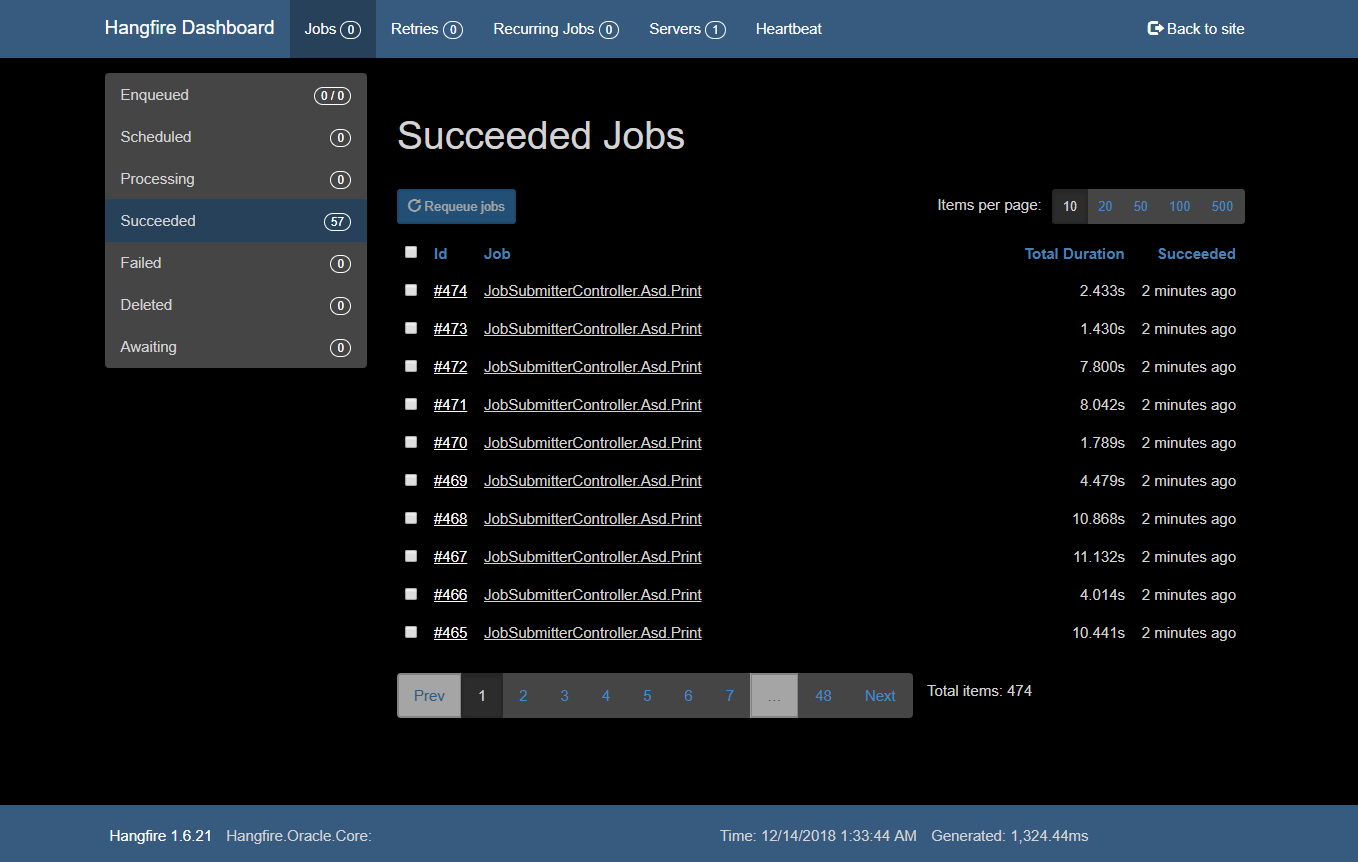 Hangfire Dashboard Jobs 0 Retries 0 Recurring Jobs 0 Servers 1 Heartbeat Back to site
Enqueued 0 / 0
Scheduled 0
Processing 0
Succeeded 57
Failed 0
Deleted 0
Awaiting 0
Succeeded Jobs
Requeue jobs Items per page: 10 20 50 100 500
Id Job Total Duration Succeeded
#474 JobSubmitterController.Asd.Print 2.433s 2 minutes ago
#473 JobSubmitterController.Asd.Print 1.430s 2 minutes ago
#472 JobSubmitterController.Asd.Print 7.800s 2 minutes ago
#471 JobSubmitterController.Asd.Print 8.042s 2 minutes ago
#470 JobSubmitterController.Asd.Print 1.789s 2 minutes ago
#469 JobSubmitterController.Asd.Print 4.479s 2 minutes ago
#468 JobSubmitterController.Asd.Print 10.868s 2 minutes ago
#467 JobSubmitterController.Asd.Print 11.132s 2 minutes ago
#466 JobSubmitterController.Asd.Print 4.014s 2 minutes ago
#465 JobSubmitterController.Asd.Print 10.441s 2 minutes ago
Prev 1 2 3 4 5 6 7 ... 48 Next Total items: 474
Hangfire 1.6.21 Hangfire.Oracle.Core: Time: 12/14/2018 1:33:44 AM Generated: 1,324.44ms